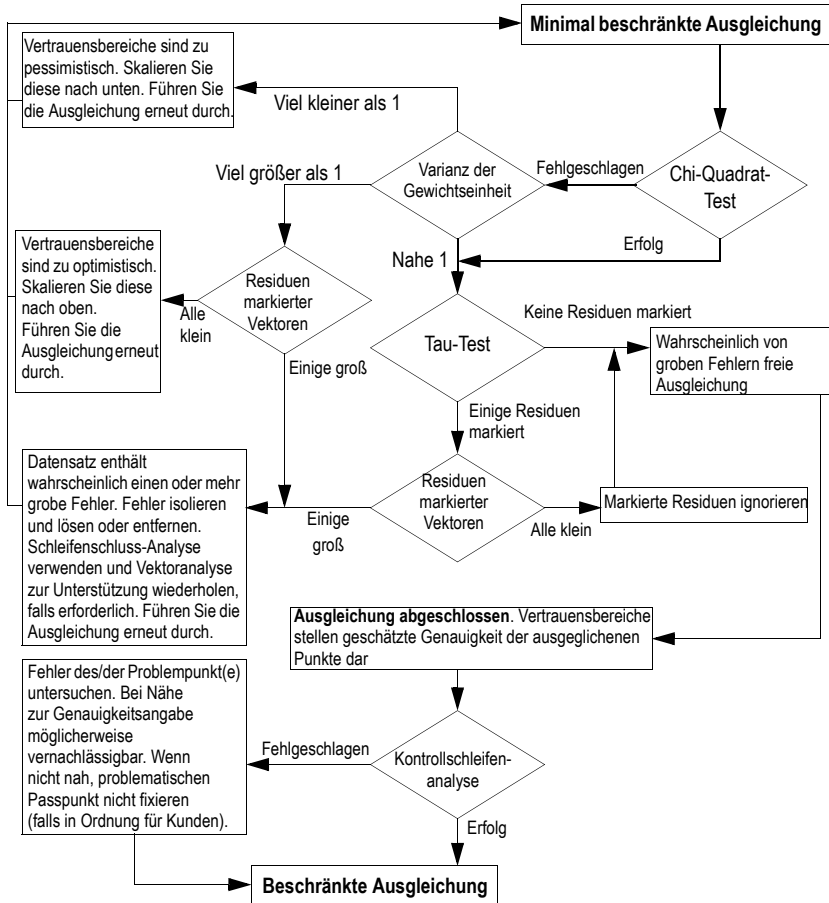 Minimal beschränkte Ausgleichung
Vertrauensbereiche sind zu
pessimistisch. Skalieren Sie
diese nach unten. Führen Sie
die Ausgleichung erneut durch.
Viel kleiner als 1
Varianz der
Gewichtseinheit
Fehlgeschlagen
Chi-Quadrat-
Test
Viel größer als 1
Erfolg
Nahe 1
Vertrauensbereiche
sind zu optimistisch.
Skalieren Sie diese
nach oben.
Führen Sie die
Ausgleichung erneut
durch.
Alle
klein
Residuen
markierter
Vektoren
Einige groß
Tau-Test
Keine Residuen markiert
Wahrscheinlich von
groben Fehlern freie
Ausgleichung
Einige Residuen
markiert
Datensatz enthält
wahrscheinlich einen oder mehr
grobe Fehler. Fehler isolieren
und lösen oder entfernen.
Schleifenschluss-Analyse
verwenden und Vektoranalyse
zur Unterstützung wiederholen,
falls erforderlich. Führen Sie die
Ausgleichung erneut durch.
Einige
groß
Residuen
markierter
Vektoren
Alle klein
Markierte Residuen ignorieren
Ausgleichung abgeschlossen. Vertrauensbereiche
stellen geschätzte Genauigkeit der ausgeglichenen
Punkte dar
Fehler des/der Problempunkt(e)
untersuchen. Bei Nähe
zur Genauigkeitsangabe
möglicherweise
vernachlässigbar. Wenn
nicht nah, problematischen
Passpunkt nicht fixieren
(falls in Ordnung für Kunden).
Fehlgeschlagen
Kontrollschleifen-
analyse
Erfolg
Beschränkte Ausgleichung